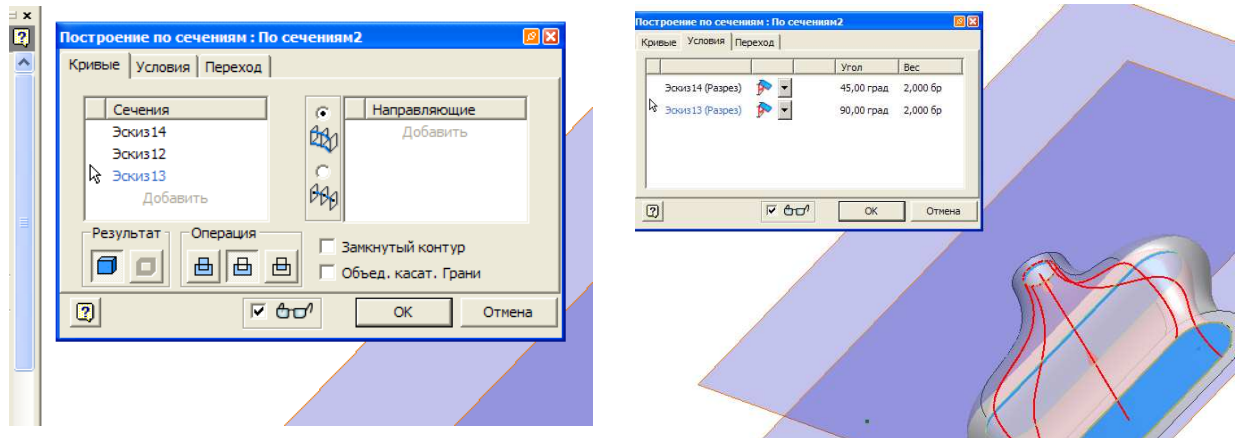 Построение по сечениям : По сечениям2
Кривые Условия Переход
Сечения
Эскиз14
Эскиз12
Эскиз13
Добавить
Направляющие
Добавить
Результат Операция
Замкнутый контур
Объед. касат. Грани
ОК Отмена
Построение по сечениям : По сечениям2
Кривые Условия Переход
Угол Вес
Эскиз14 (Разрез) 45,00 град 2,000 бр
Эскиз13 (Разрез) 90,00 град 2,000 бр
ОК Отмена